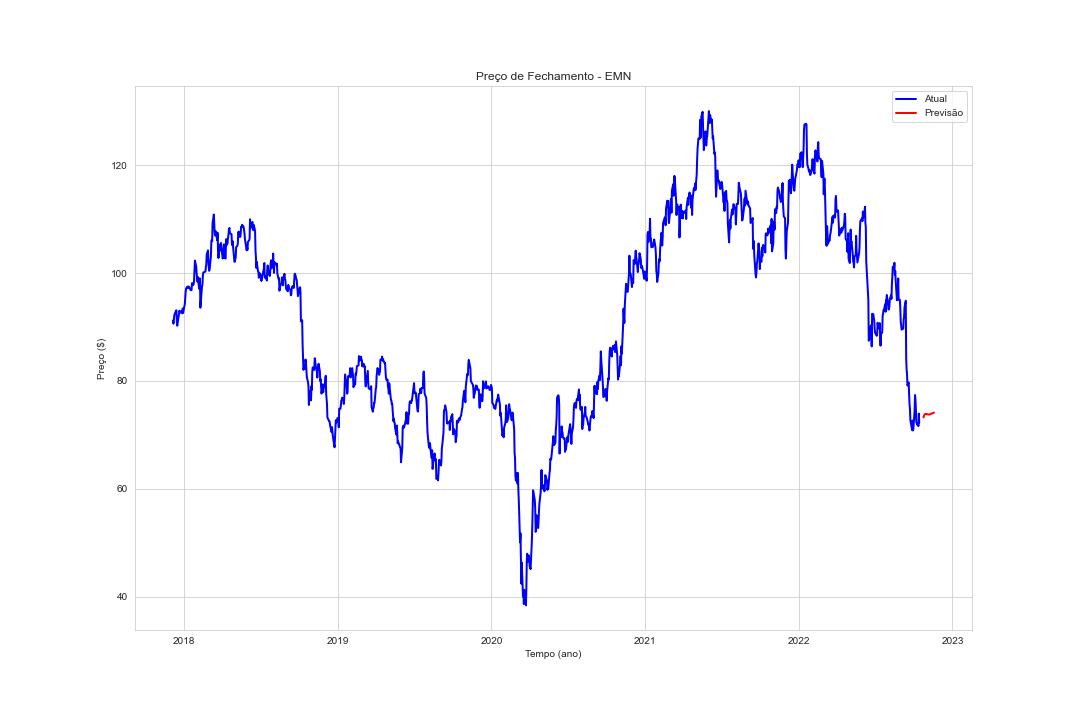 Preço de Fechamento - EMN
Atual
Previsão
120
100
80
60
40
Preço ($)
2018
2019
2020
2021
2022
2023
Tempo (ano)